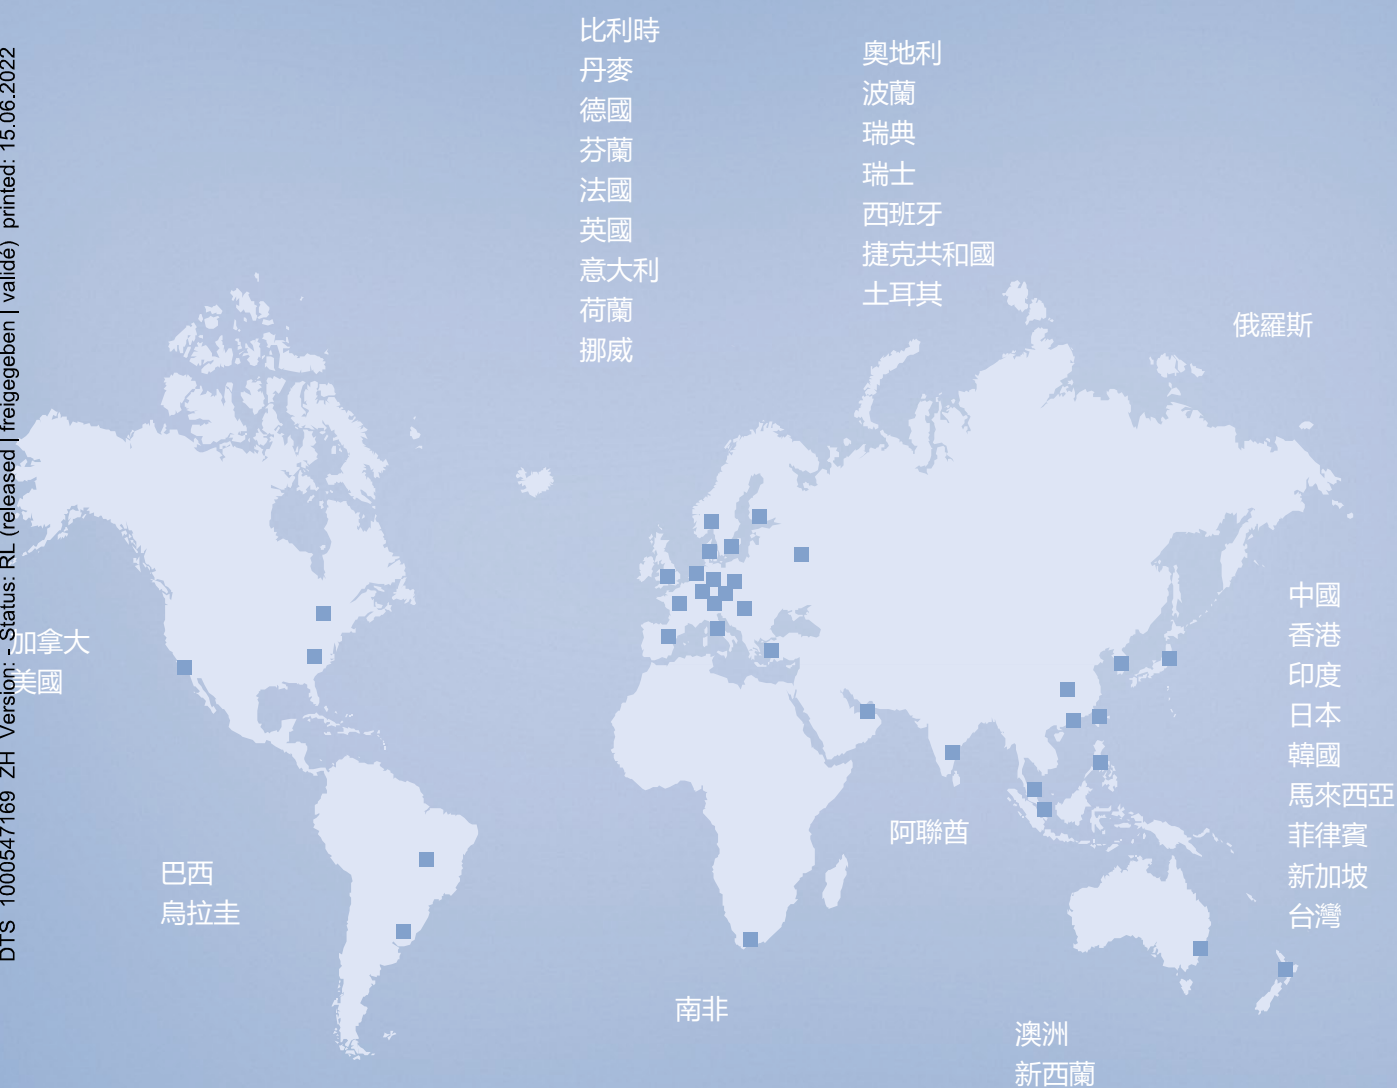 比利時
丹麥
德國
芬蘭
法國
英國
意大利
荷蘭
挪威
奧地利
波蘭
瑞典
瑞士
西班牙
捷克共和國
土耳其
俄羅斯
加拿大
美國
中國
香港
印度
日本
韓國
馬來西亞
菲律賓
新加坡
台灣
阿聯酋
巴西
烏拉圭
南非
澳洲
新西蘭
DTS 1000547169 ZH Version: - Status: RL (released | freigegeben | validé) printed: 15.06.2022